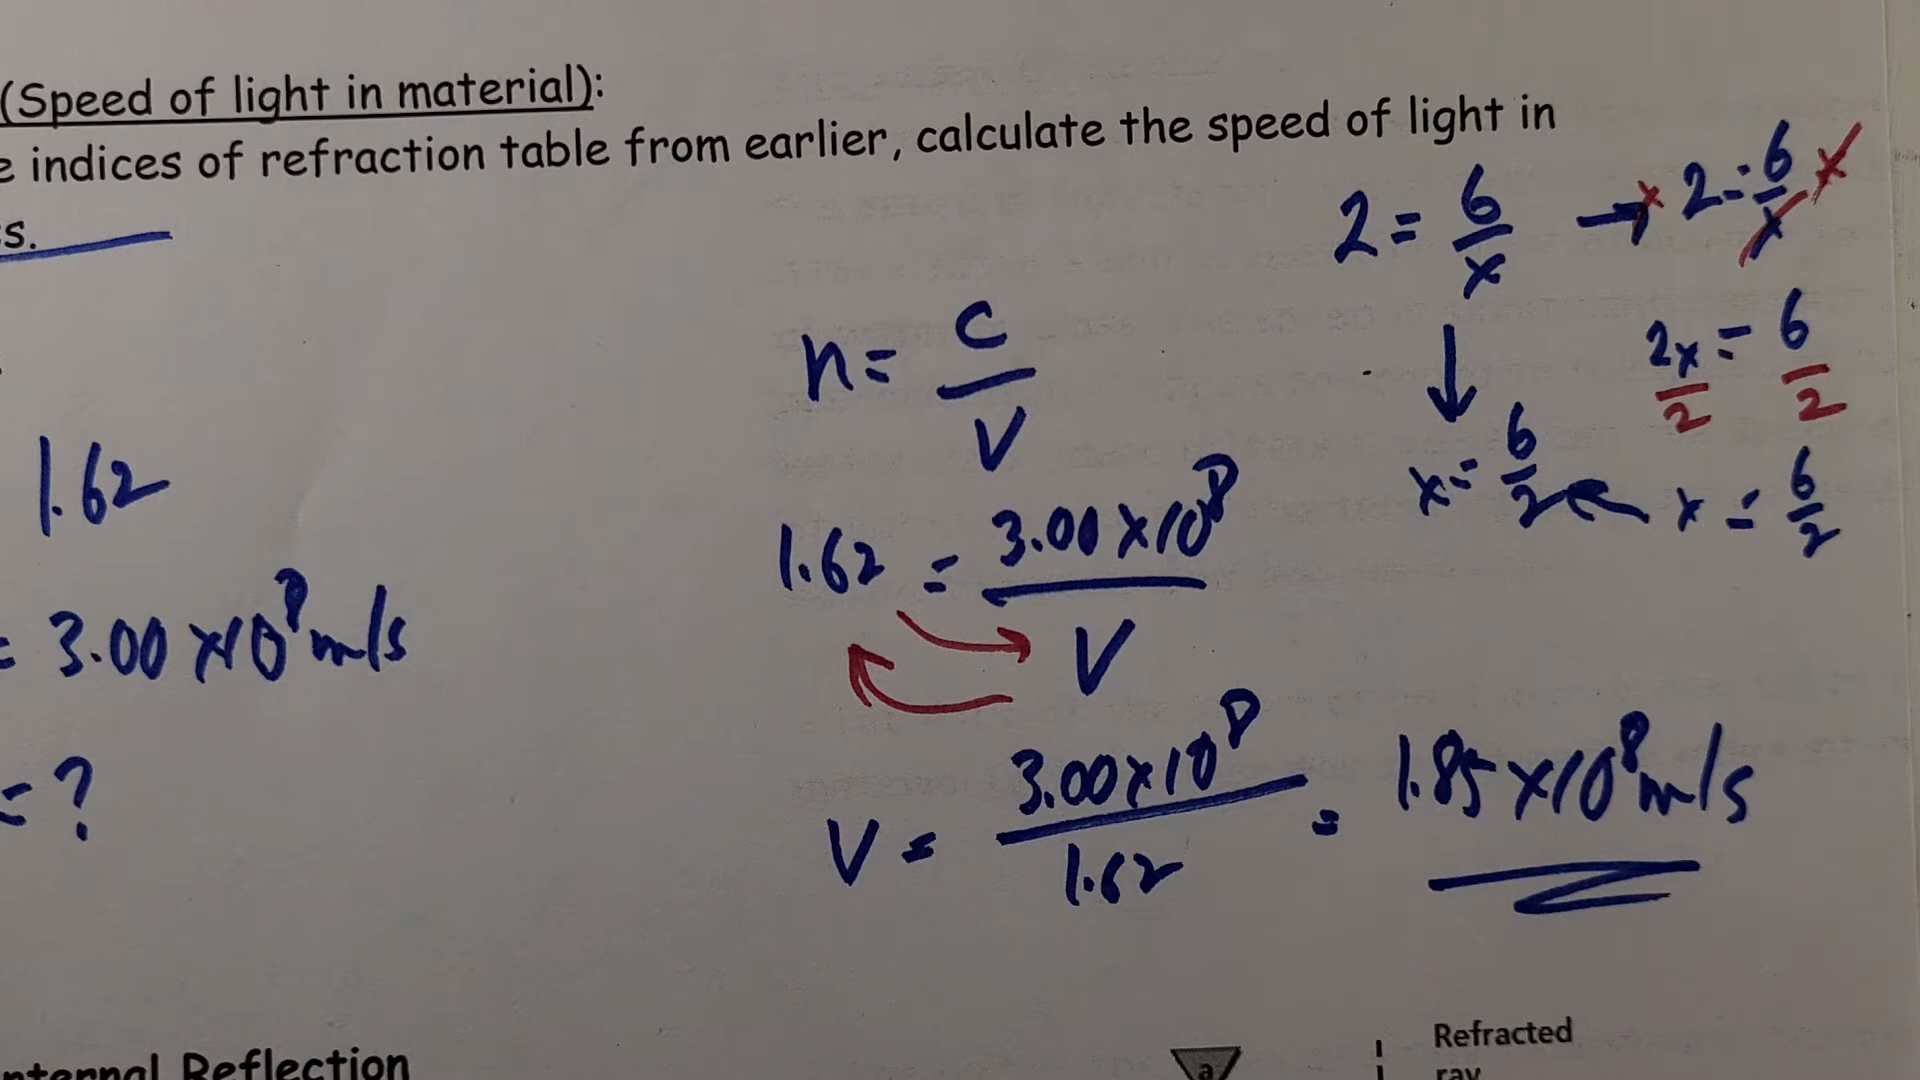 (Speed of light in material):
e indices of refraction table from earlier, calculate the speed of light in
s.
2 = 6/x → x 2 = 6/x x
2x/2 = 6/2
x = 6/2 ← x = 6/2
n = c/v
1.62
1.62 = 3.00 x 10⁸ / V
= 3.00 x 10⁸ m/s
= ?
V = 3.00 x 10⁸ / 1.62 = 1.85 x 10⁸ m/s
nternal Reflection
a
Refracted
ray